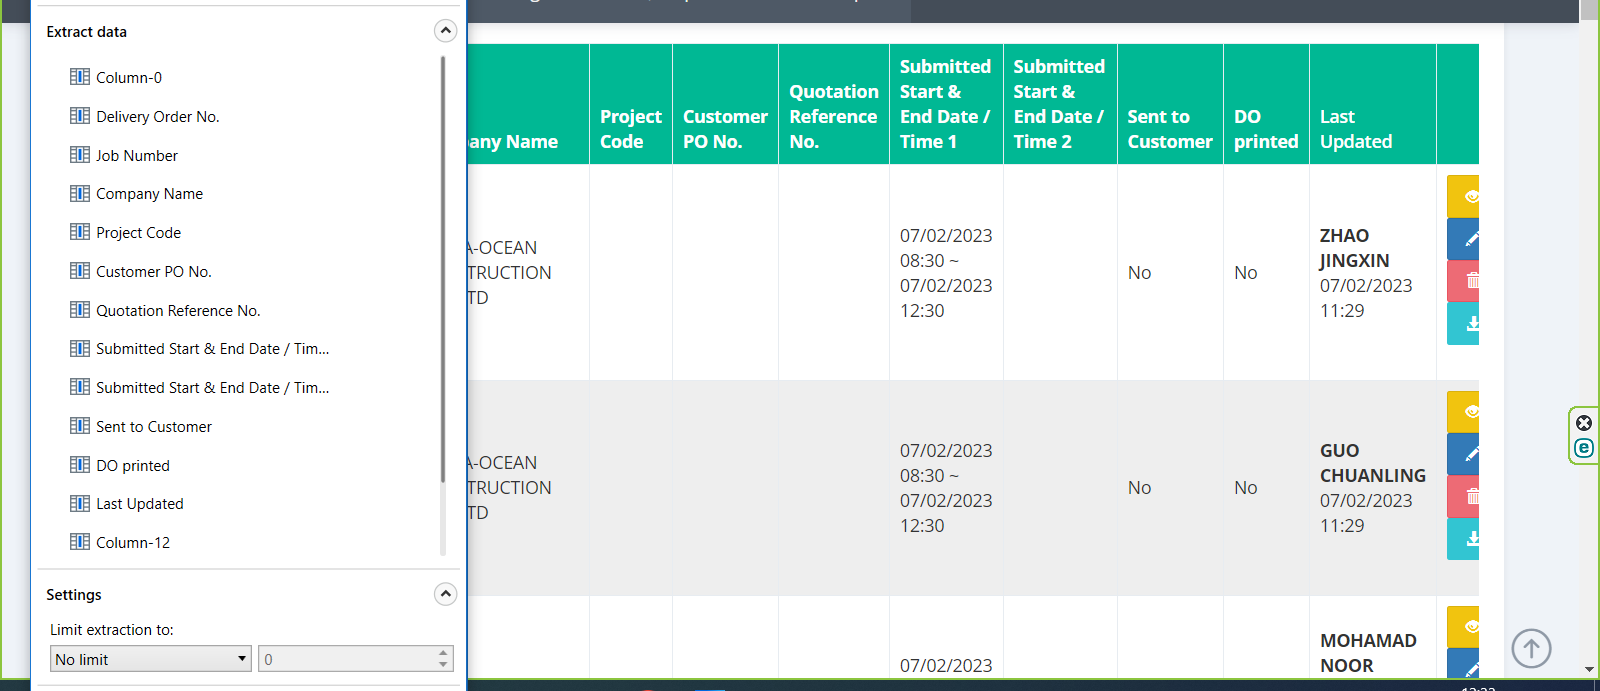 Extract data
Column-0
Delivery Order No.
Job Number
Company Name
Project Code
Customer PO No.
Quotation Reference No.
Submitted Start & End Date / Tim...
Submitted Start & End Date / Tim...
Sent to Customer
DO printed
Last Updated
Column-12
Settings
Limit extraction to:
No limit
0
any Name
Project
Code
Customer
PO No.
Quotation
Reference
No.
Submitted
Start &
End Date /
Time 1
Submitted
Start &
End Date /
Time 2
Sent to
Customer
DO
printed
Last
Updated
A-OCEAN
TRUCTION
TD
07/02/2023
08:30 ~
07/02/2023
12:30
No
No
ZHAO
JINGXIN
07/02/2023
11:29
A-OCEAN
TRUCTION
TD
07/02/2023
08:30 ~
07/02/2023
12:30
No
No
GUO
CHUANLING
07/02/2023
11:29
07/02/2023
MOHAMAD
NOOR